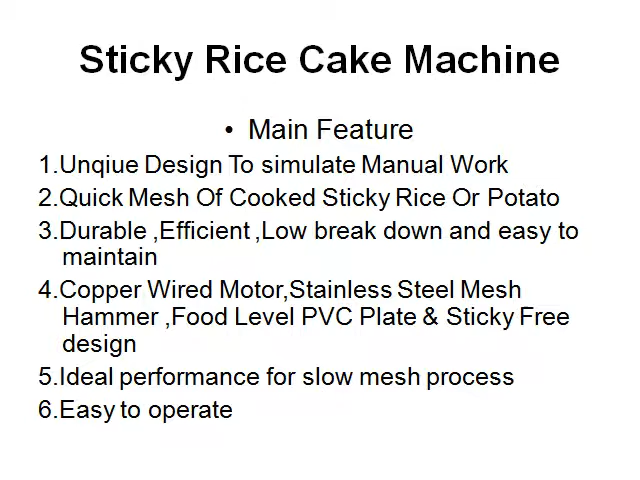 Sticky Rice Cake Machine
• Main Feature
1.Unqiue Design To simulate Manual Work
2.Quick Mesh Of Cooked Sticky Rice Or Potato
3.Durable ,Efficient ,Low break down and easy to
maintain
4.Copper Wired Motor,Stainless Steel Mesh
Hammer ,Food Level PVC Plate & Sticky Free
design
5.Ideal performance for slow mesh process
6.Easy to operate